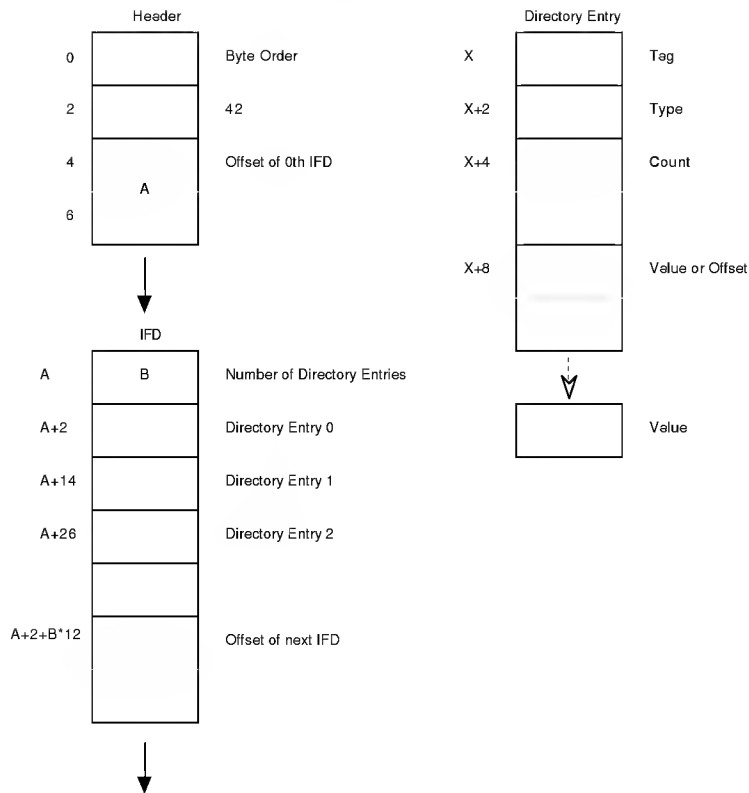 Header
0 Byte Order
2 42
4 Offset of 0th IFD
A
6
IFD
A B Number of Directory Entries
A+2 Directory Entry 0
A+14 Directory Entry 1
A+26 Directory Entry 2
A+2+B*12 Offset of next IFD
Directory Entry
X Tag
X+2 Type
X+4 Count
X+8 Value or Offset
Value